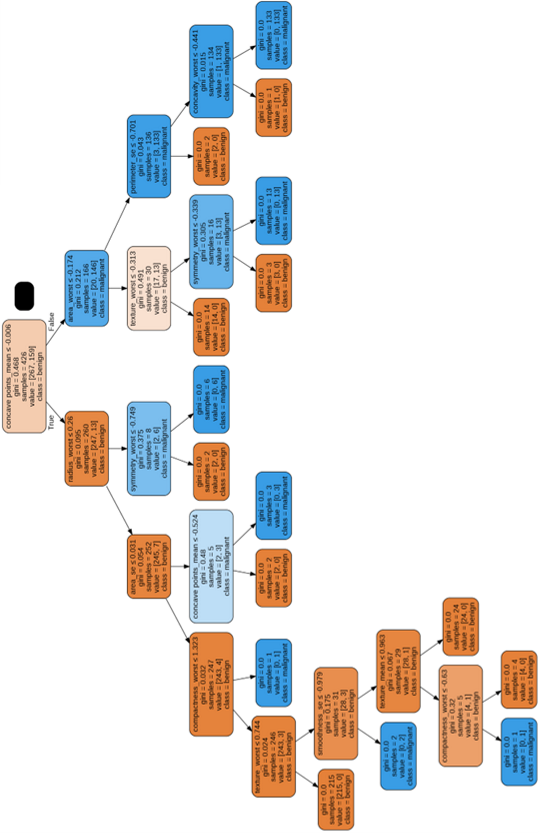 concave points_mean ≤ -0.006
gini = 0.468
samples = 426
value = [267, 159]
class = benign
True
False
radius_worst ≤ 0.26
gini = 0.095
samples = 260
value = [247, 13]
class = benign
area_worst ≤ -0.174
gini = 0.212
samples = 166
value = [20, 146]
class = malignant
area_se ≤ 0.031
gini = 0.054
samples = 252
value = [245, 7]
class = benign
symmetry_worst ≤ -0.749
gini = 0.375
samples = 8
value = [2, 6]
class = malignant
texture_worst ≤ -0.313
gini = 0.491
samples = 30
value = [17, 13]
class = benign
perimeter_se ≤ -0.701
gini = 0.043
samples = 136
value = [3, 133]
class = malignant
compactness_worst ≤ 1.323
gini = 0.032
samples = 247
value = [243, 4]
class = benign
concave points_mean ≤ -0.524
gini = 0.48
samples = 5
value = [2, 3]
class = malignant
gini = 0.0
samples = 2
value = [2, 0]
class = benign
gini = 0.0
samples = 6
value = [0, 6]
class = malignant
gini = 0.0
samples = 14
value = [14, 0]
class = benign
symmetry_worst ≤ -0.339
gini = 0.305
samples = 16
value = [3, 13]
class = malignant
gini = 0.0
samples = 2
value = [2, 0]
class = benign
concavity_worst ≤ -0.441
gini = 0.015
samples = 134
value = [1, 133]
class = malignant
texture_worst ≤ 0.744
gini = 0.024
samples = 246
value = [243, 3]
class = benign
gini = 0.0
samples = 1
value = [0, 1]
class = malignant
gini = 0.0
samples = 2
value = [2, 0]
class = benign
gini = 0.0
samples = 3
value = [0, 3]
class = malignant
gini = 0.0
samples = 3
value = [3, 0]
class = benign
gini = 0.0
samples = 13
value = [0, 13]
class = malignant
gini = 0.0
samples = 1
value = [1, 0]
class = benign
gini = 0.0
samples = 133
value = [0, 133]
class = malignant
gini = 0.0
samples = 215
value = [215, 0]
class = benign
smoothness_se ≤ -0.979
gini = 0.175
samples = 31
value = [28, 3]
class = benign
gini = 0.0
samples = 2
value = [0, 2]
class = malignant
texture_mean ≤ 0.963
gini = 0.067
samples = 29
value = [28, 1]
class = benign
compactness_worst ≤ -0.63
gini = 0.32
samples = 5
value = [4, 1]
class = benign
gini = 0.0
samples = 24
value = [24, 0]
class = benign
gini = 0.0
samples = 1
value = [0, 1]
class = malignant
gini = 0.0
samples = 4
value = [4, 0]
class = benign